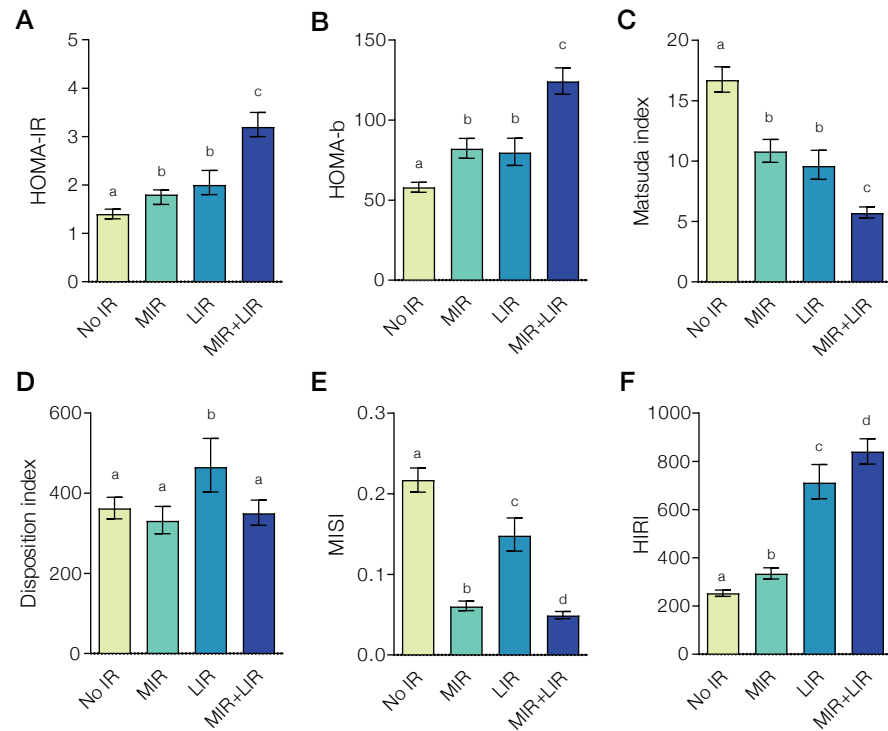 A
HOMA-IR
5
4
3
2
1
0
a
b
b
c
No IR
MIR
LIR
MIR+LIR
B
HOMA-b
150
100
50
0
a
b
b
c
No IR
MIR
LIR
MIR+LIR
C
Matsuda index
20
15
10
5
0
a
b
b
c
No IR
MIR
LIR
MIR+LIR
D
Disposition index
600
400
300
0
a
a
b
a
No IR
MIR
LIR
MIR+LIR
E
MISI
0.3
0.2
0.1
0.0
a
b
c
d
No IR
MIR
LIR
MIR+LIR
F
HIRI
1000
800
600
400
200
0
a
b
c
d
No IR
MIR
LIR
MIR+LIR